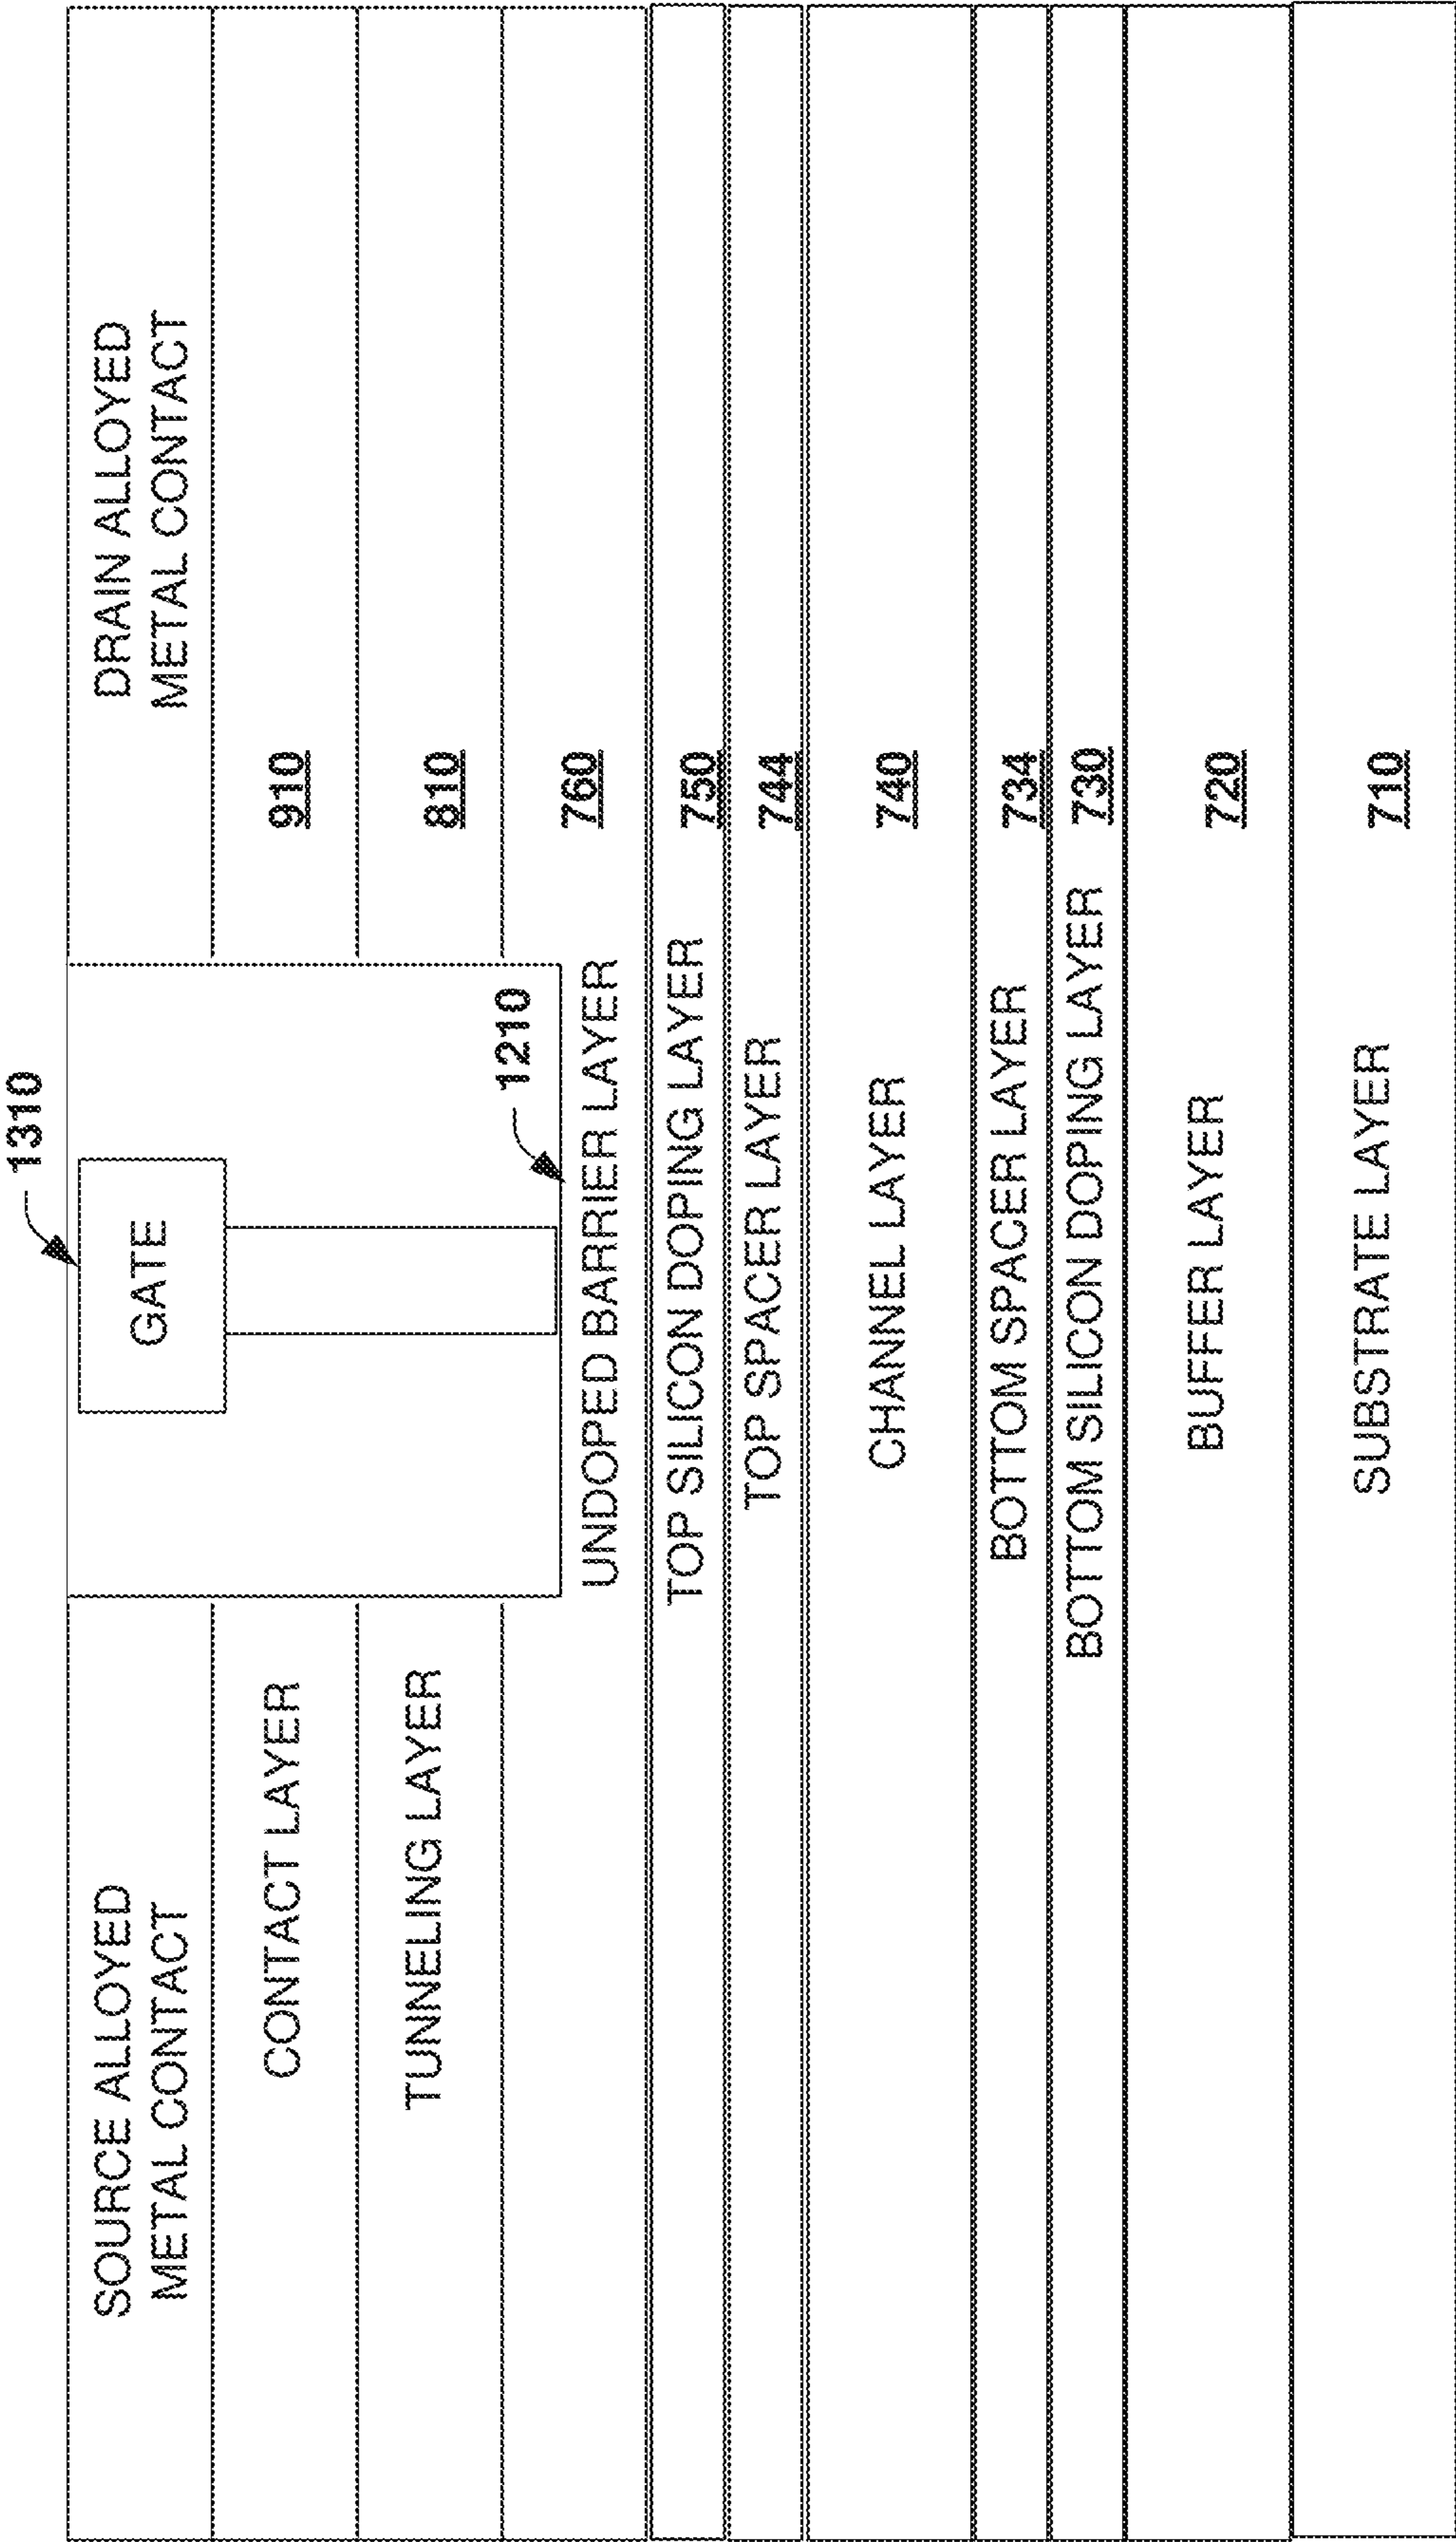 1310
SOURCE ALLOYED
METAL CONTACT
GATE
DRAIN ALLOYED
METAL CONTACT
CONTACT LAYER
910
TUNNELING LAYER
810
1210
UNDOPED BARRIER LAYER
760
TOP SILICON DOPING LAYER
750
TOP SPACER LAYER
744
CHANNEL LAYER
740
BOTTOM SPACER LAYER
734
BOTTOM SILICON DOPING LAYER
730
BUFFER LAYER
720
SUBSTRATE LAYER
710